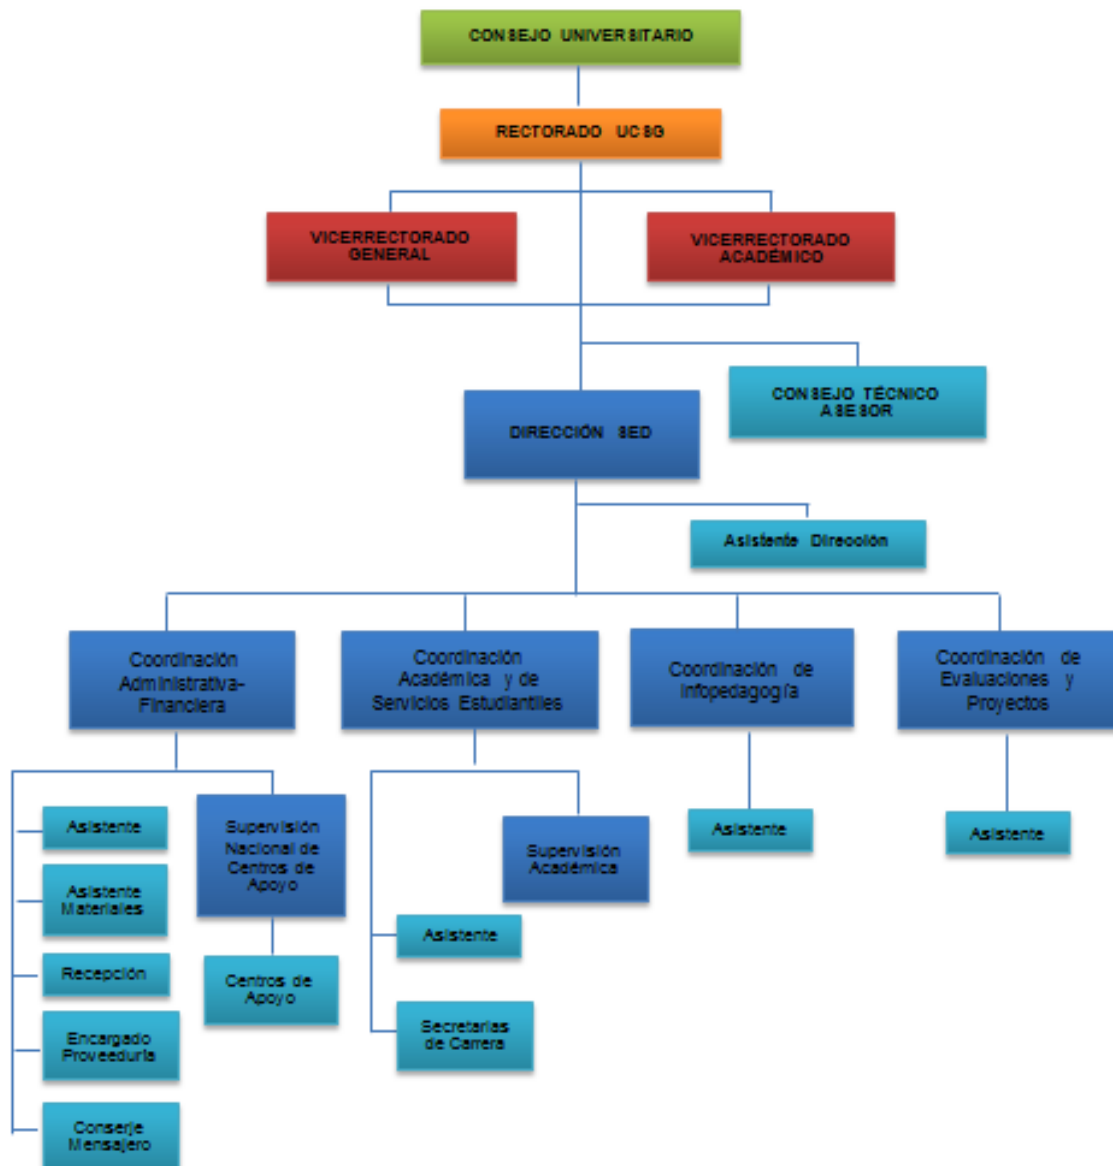 CONSEJO UNIVERSITARIO
RECTORADO UCSG
VICERRECTORADO
GENERAL
VICERRECTORADO
ACADÉMICO
CONSEJO TÉCNICO
ASESOR
DIRECCIÓN SED
Asistente Dirección
Coordinación
Administrativa-
Financiera
Coordinación
Académica y de
Servicios Estudiantiles
Coordinación de
Infopedagogía
Coordinación de
Evaluaciones y
Proyectos
Asistente
Asistente
Materiales
Recepción
Encargado
Proveeduría
Conserje
Mensajero
Supervisión
Nacional de
Centros de
Apoyo
Centros de
Apoyo
Supervisión
Académica
Asistente
Secretarias
de Carrera
Asistente
Asistente